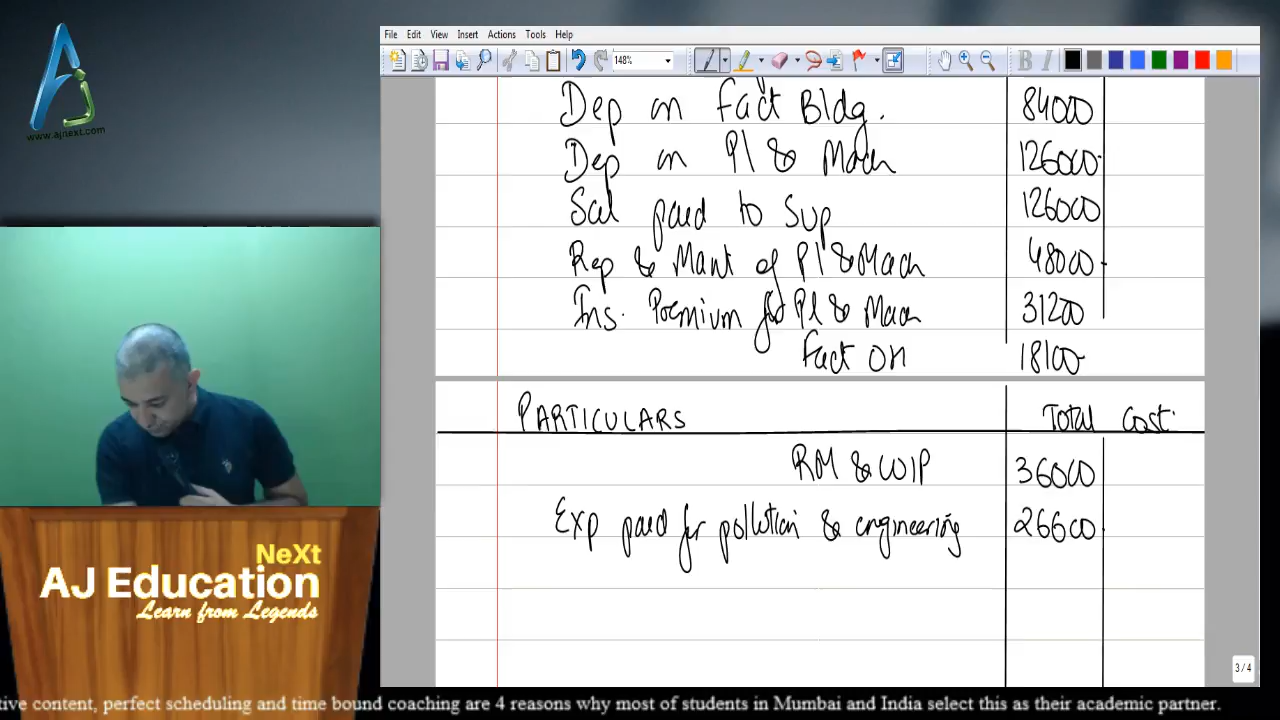 www.ajnext.com
File Edit View Insert Actions Tools Help
148%
B I
Dep on Fact Bldg. 84000
Dep on Pl & Mach 126000
Sal paid to Sup 126000
Rep & Mant of Pl & Mach 48000
Ins. Premium for Pl & Mach 31200
Fact OH 18100
PARTICULARS Total Cost
RM & WIP 36000
Exp paid for pollution & engineering 26600
3 / 4
NeXt
AJ Education
Learn from Legends
tive content, perfect scheduling and time bound coaching are 4 reasons why most of students in Mumbai and India select this as their academic partner.